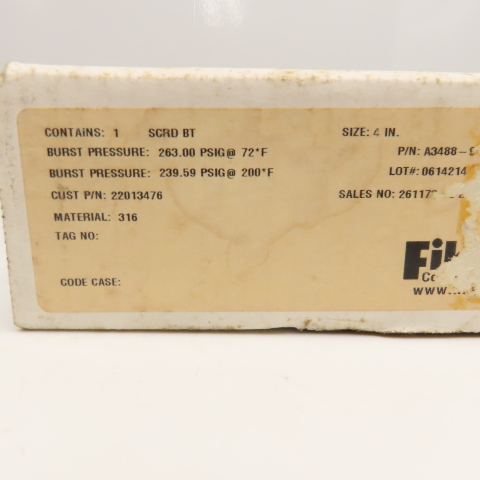 CONTAINS: 1 SCRD BT SIZE: 4 IN.
BURST PRESSURE: 263.00 PSIG@ 72*F P/N: A3488-
BURST PRESSURE: 239.59 PSIG@ 200*F LOT#: 0614214
CUST P/N: 22013476 SALES NO:
MATERIAL: 316
TAG NO:
CODE CASE: